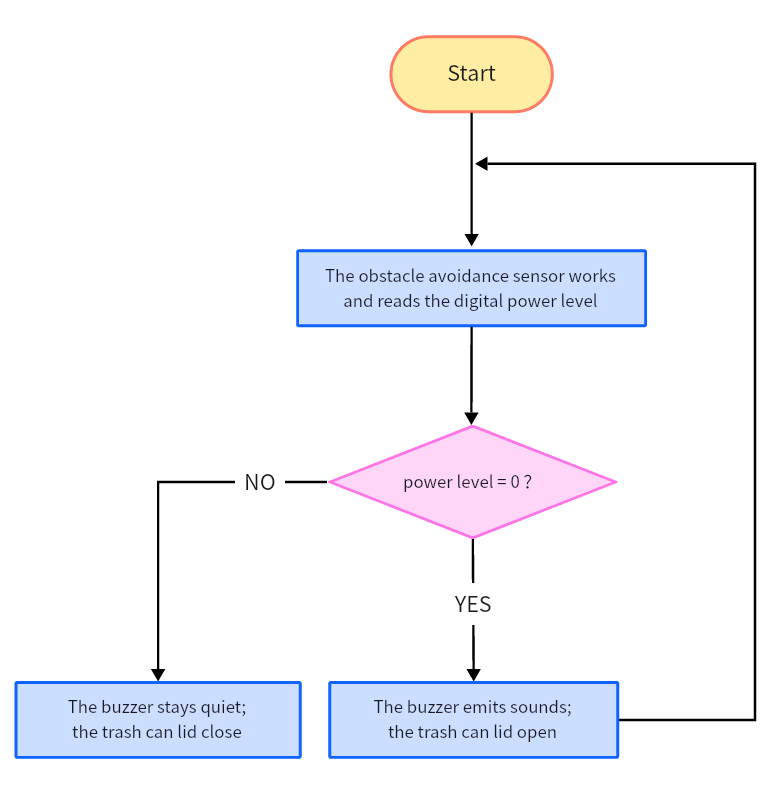 Start
The obstacle avoidance sensor works
and reads the digital power level
power level = 0 ?
NO
YES
The buzzer stays quiet;
the trash can lid close
The buzzer emits sounds;
the trash can lid open